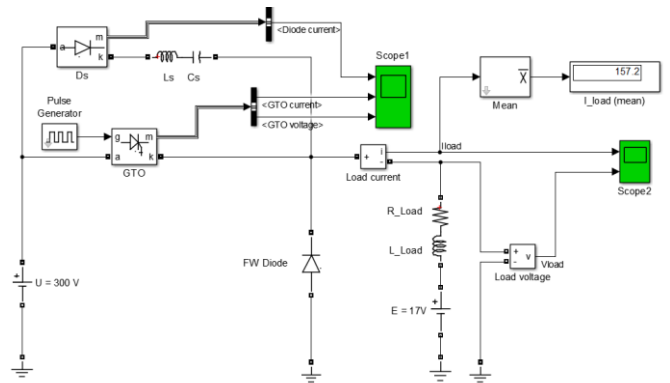 m
<Diode current>
a
k
Ds
Ls
Cs
Scope1
157.2
X
Mean
I_load (mean)
Pulse
Generator
<GTO current>
<GTO voltage>
g
m
a
k
GTO
+
i
-
Iload
Load current
Scope2
R_Load
L_Load
FW Diode
+
-
v
Vload
Load voltage
+
U = 300 V
+
E = 17V